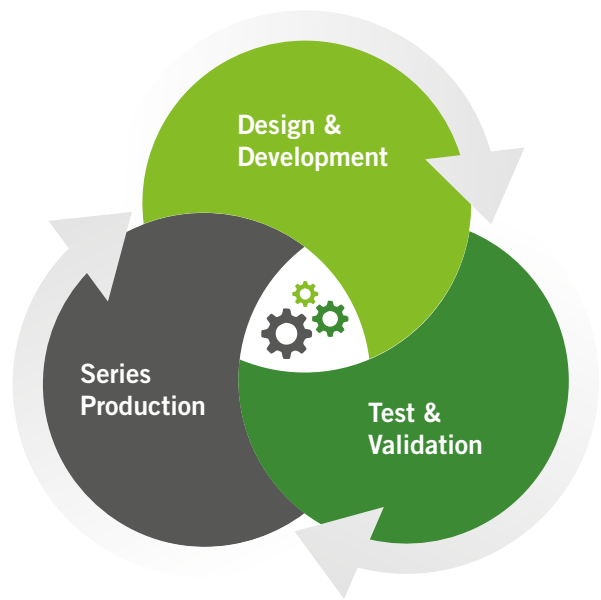 Design &
Development
Series
Production
Test &
Validation